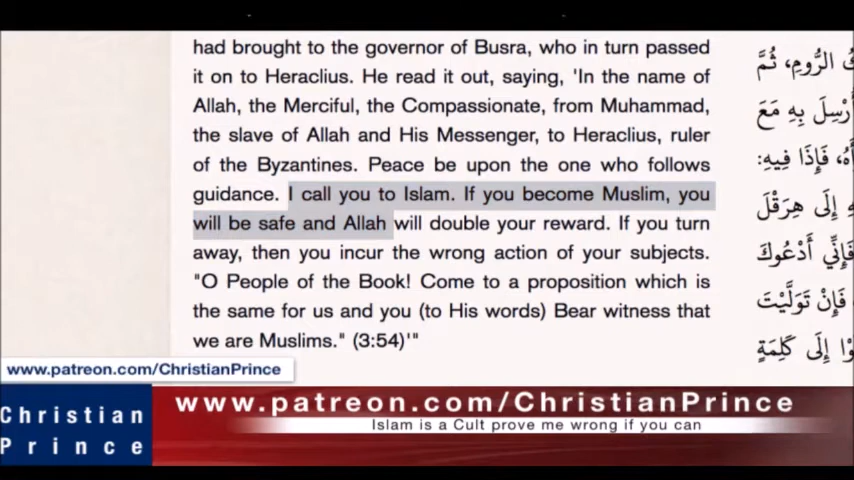 had brought to the governor of Busra, who in turn passed
it on to Heraclius. He read it out, saying, 'In the name of
Allah, the Merciful, the Compassionate, from Muhammad,
the slave of Allah and His Messenger, to Heraclius, ruler
of the Byzantines. Peace be upon the one who follows
guidance. I call you to Islam. If you become Muslim, you
will be safe and Allah will double your reward. If you turn
away, then you incur the wrong action of your subjects.
"O People of the Book! Come to a proposition which is
the same for us and you (to His words) Bear witness that
we are Muslims." (3:54)'"
الرُّومِ، ثُمَّ
أَرْسِلَ بِهِ مَعَ
فَإِذَا فِيهِ:
إِلَى هِرَقْلَ
فَإِنِّي أَدْعُوكَ
فَإِنْ تَوَلَّيْتَ
إِلَى كَلِمَةٍ
www.patreon.com/ChristianPrince
Christian
Prince
www.patreon.com/ChristianPrince
Islam is a Cult prove me wrong if you can